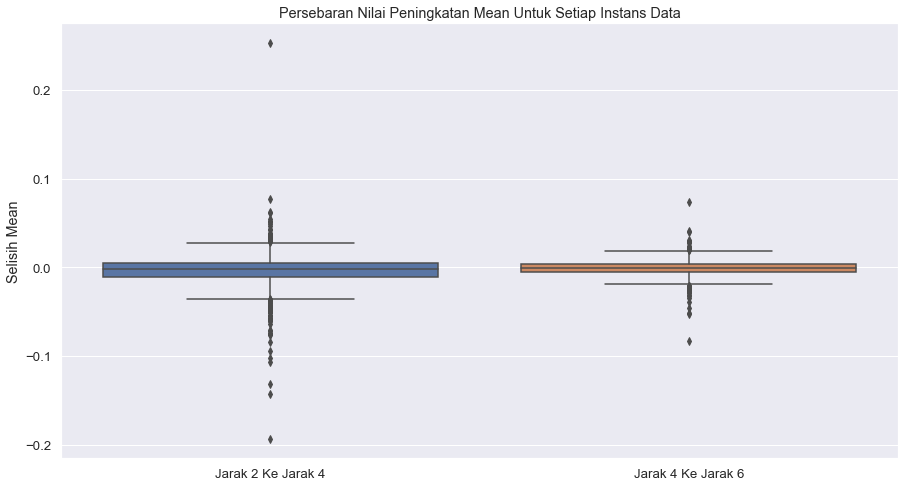 Persebaran Nilai Peningkatan Mean Untuk Setiap Instans Data
Selisih Mean
0.2
0.1
0.0
−0.1
−0.2
Jarak 2 Ke Jarak 4
Jarak 4 Ke Jarak 6